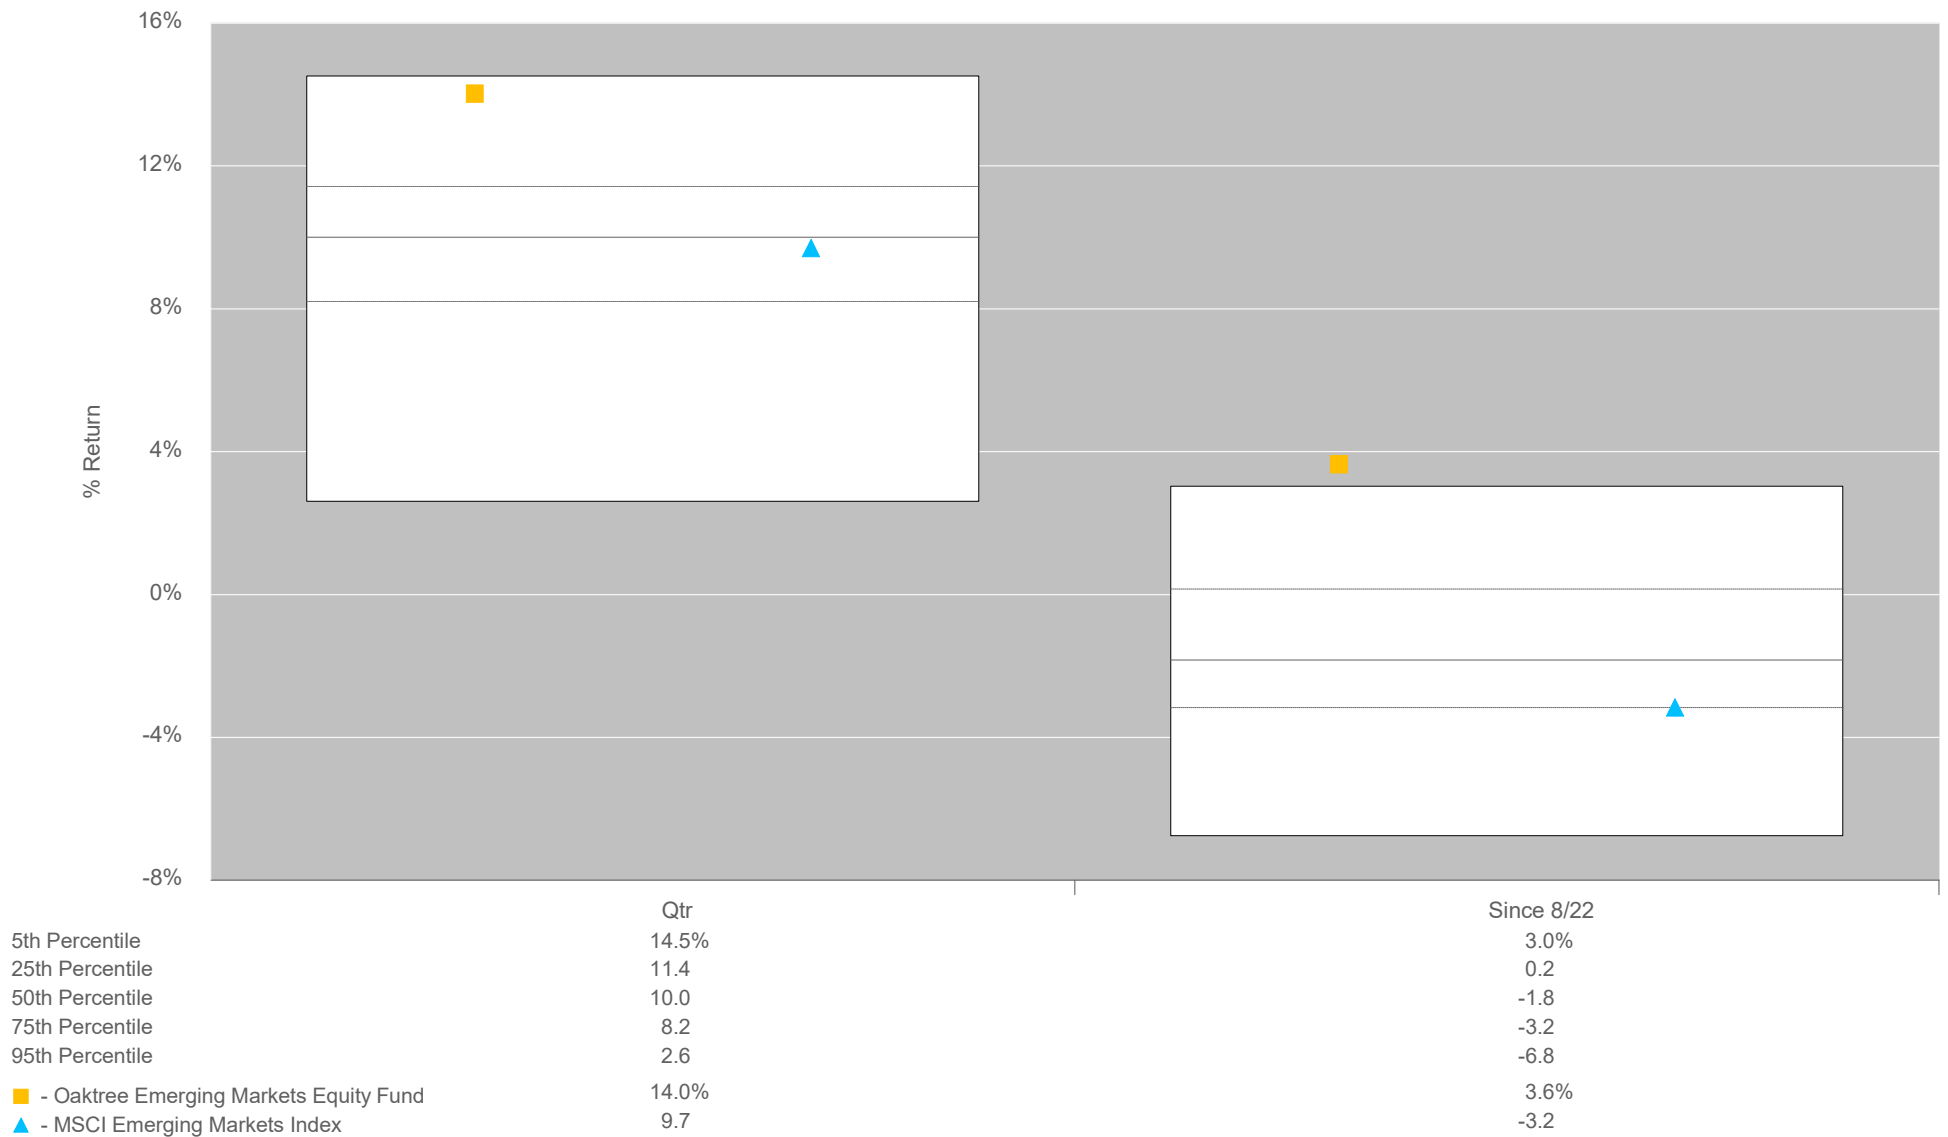 16%
12%
8%
4%
0%
-4%
-8%
% Return
Qtr Since 8/22
5th Percentile 14.5% 3.0%
25th Percentile 11.4 0.2
50th Percentile 10.0 -1.8
75th Percentile 8.2 -3.2
95th Percentile 2.6 -6.8
- Oaktree Emerging Markets Equity Fund 14.0% 3.6%
- MSCI Emerging Markets Index 9.7 -3.2